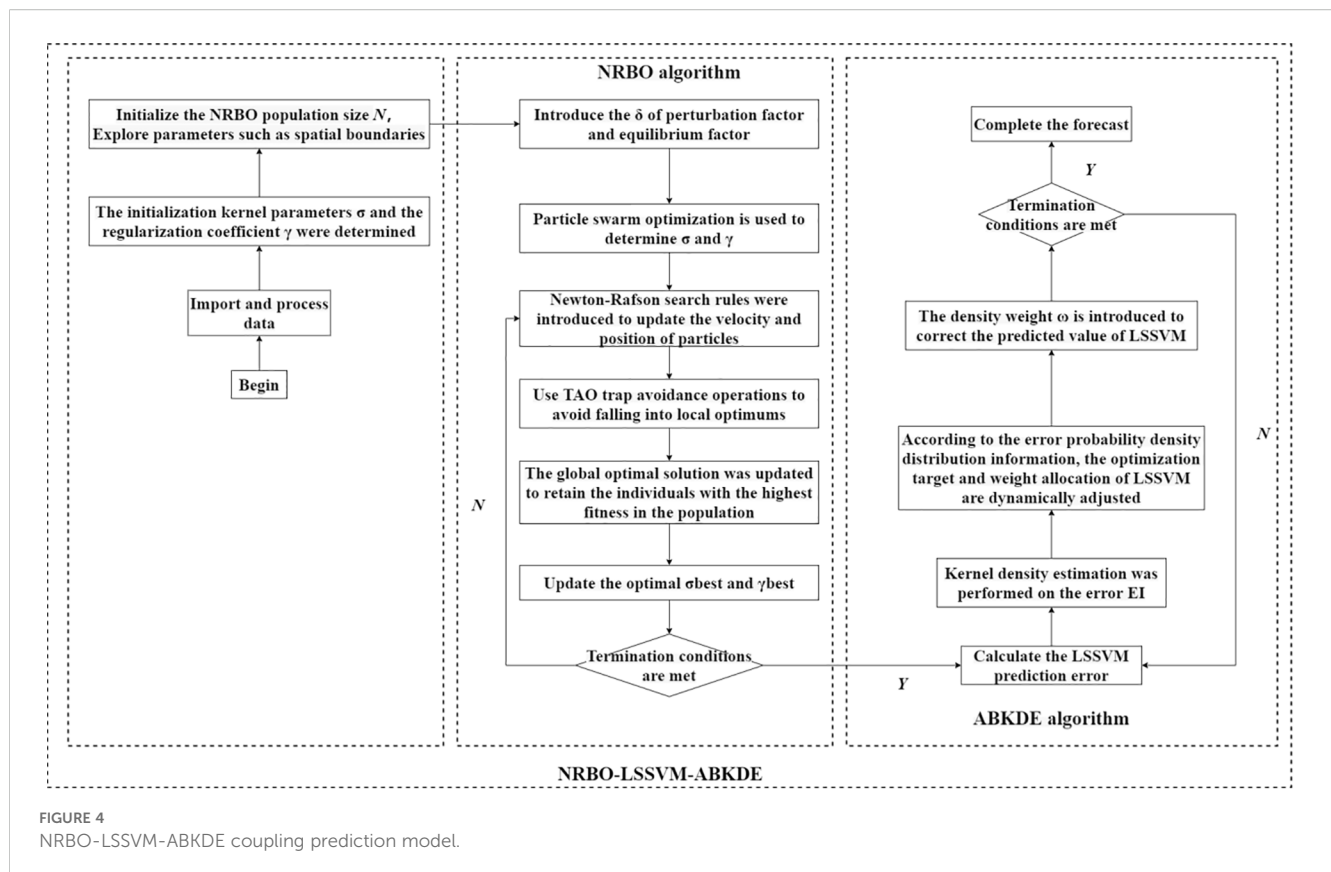 Initialize the NRBO population size N,
Explore parameters such as spatial boundaries
The initialization kernel parameters σ and the
regularization coefficient γ were determined
Import and process
data
Begin
NRBO algorithm
Introduce the δ of perturbation factor
and equilibrium factor
Particle swarm optimization is used to
determine σ and γ
Newton-Rafson search rules were
introduced to update the velocity and
position of particles
Use TAO trap avoidance operations to
avoid falling into local optimums
The global optimal solution was updated
to retain the individuals with the highest
fitness in the population
N
Update the optimal σbest and γbest
Termination conditions
are met
Y
Complete the forecast
Y
Termination
conditions are met
The density weight ω is introduced to
correct the predicted value of LSSVM
N
According to the error probability density
distribution information, the optimization
target and weight allocation of LSSVM
are dynamically adjusted
Kernel density estimation was
performed on the error EI
Calculate the LSSVM
prediction error
ABKDE algorithm
NRBO-LSSVM-ABKDE
FIGURE 4
NRBO-LSSVM-ABKDE coupling prediction model.